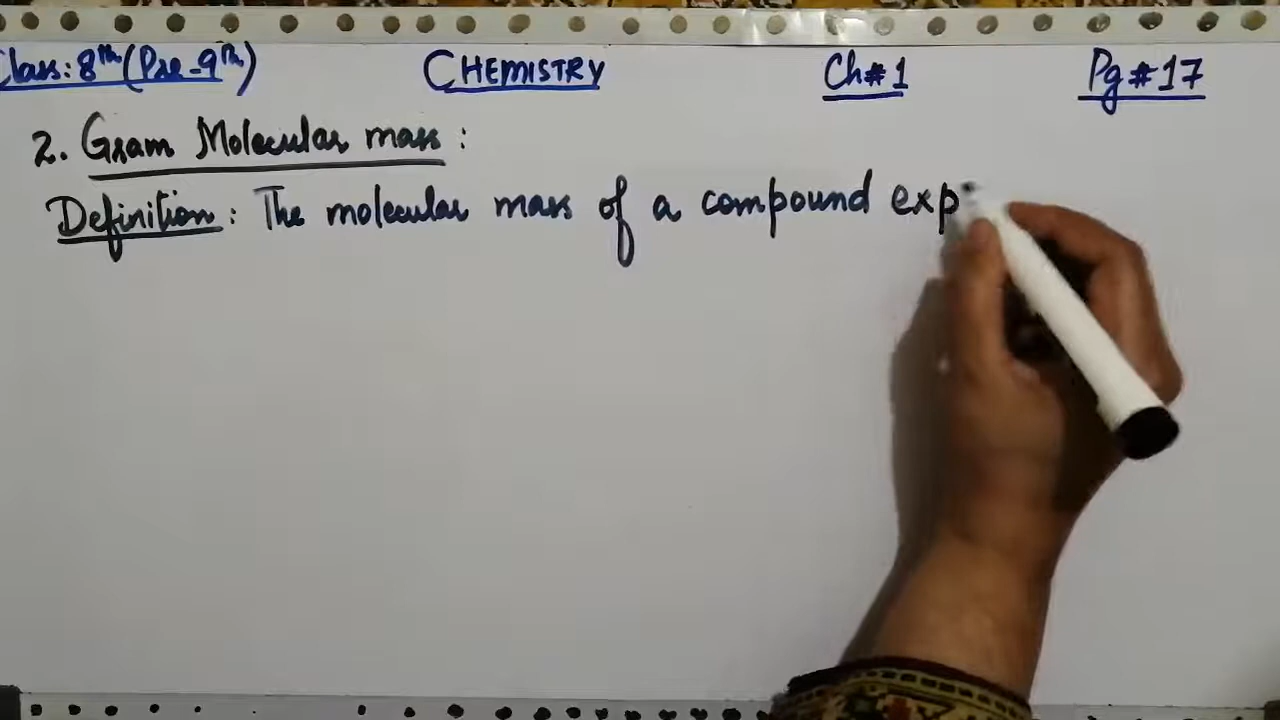 Class: 8th (Pre-9th) CHEMISTRY Ch#1 Pg#17
2. Gram Molecular mass:
Definition: The molecular mass of a compound exp